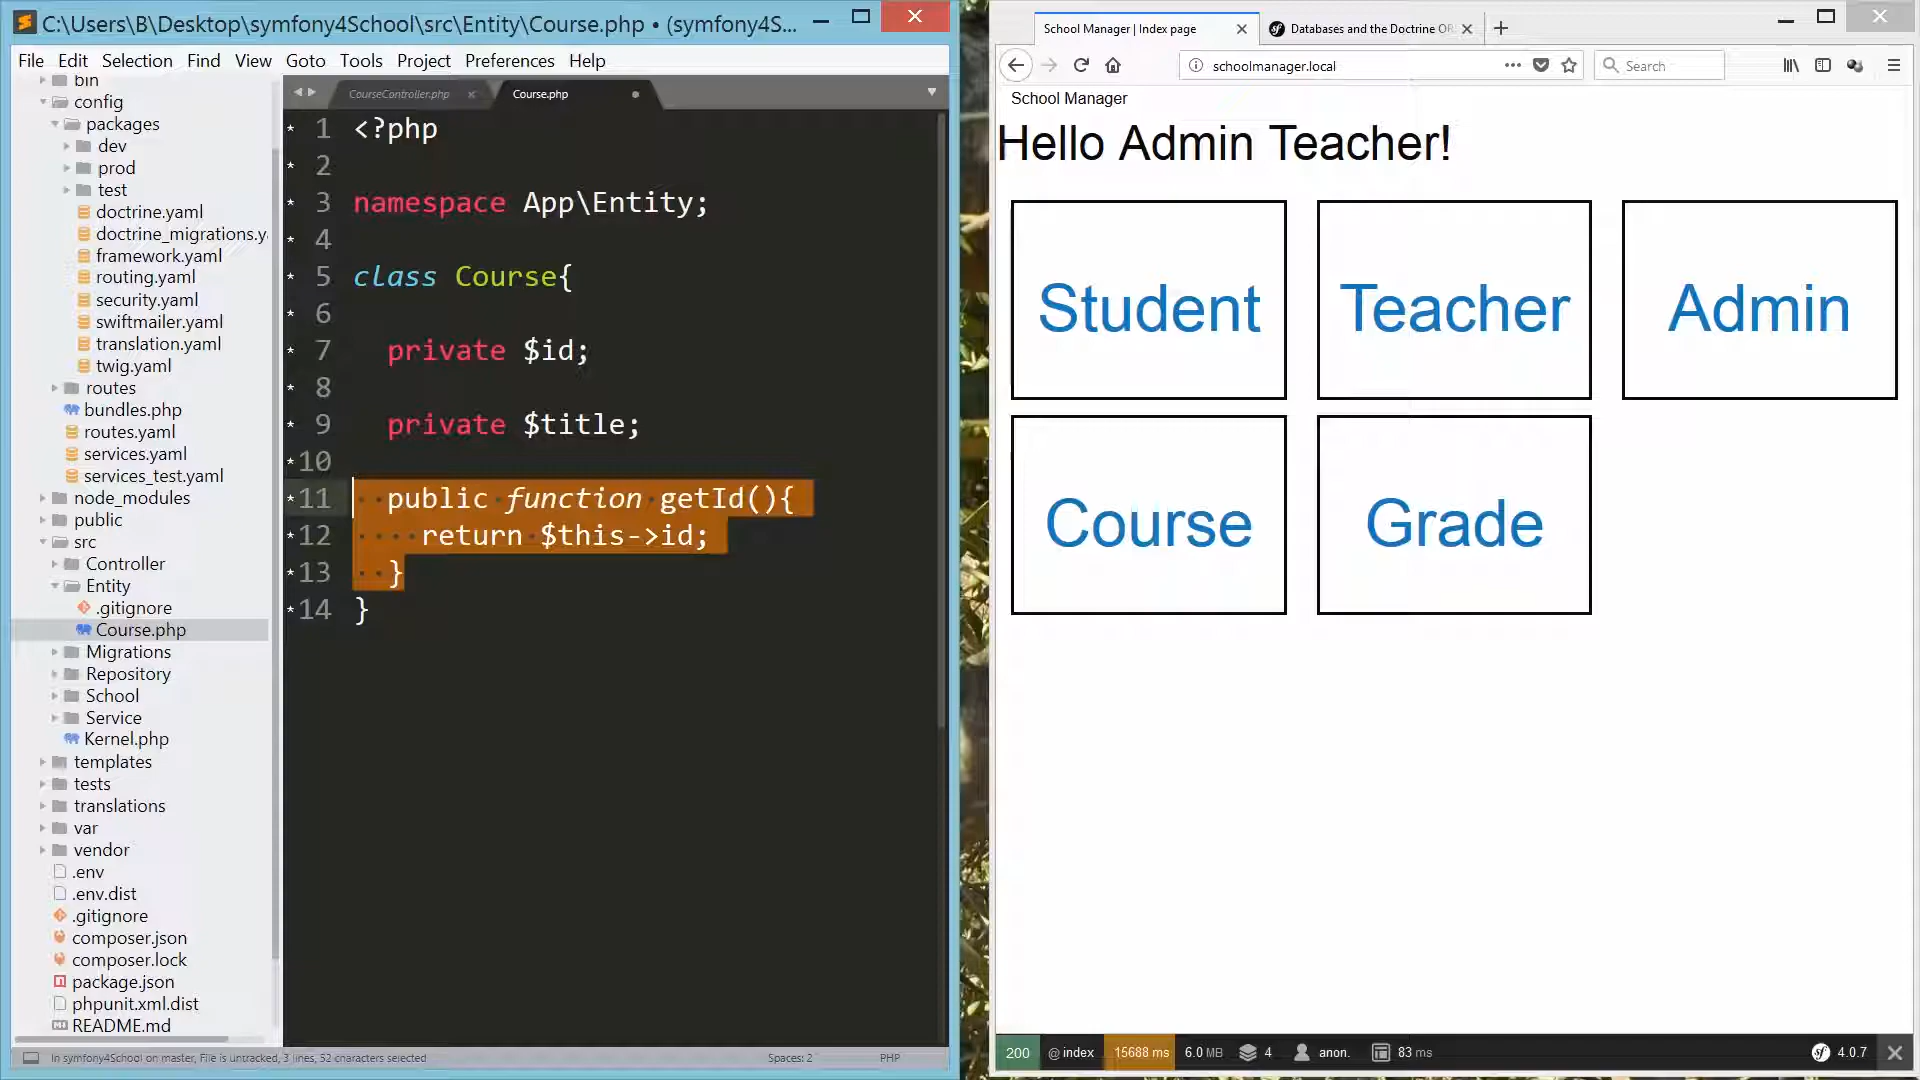 C:\Users\B\Desktop\symfony4School\src\Entity\Course.php • (symfony4S...
File Edit Selection Find View Goto Tools Project Preferences Help
bin
config
packages
dev
prod
test
doctrine.yaml
doctrine_migrations.y
framework.yaml
routing.yaml
security.yaml
swiftmailer.yaml
translation.yaml
twig.yaml
routes
bundles.php
routes.yaml
services.yaml
services_test.yaml
node_modules
public
src
Controller
Entity
.gitignore
Course.php
Migrations
Repository
School
Service
Kernel.php
templates
tests
translations
var
vendor
.env
.env.dist
.gitignore
composer.json
composer.lock
package.json
phpunit.xml.dist
README.md
CourseController.php
Course.php
1 <?php
2
3 namespace App\Entity;
4
5 class Course{
6
7 private $id;
8
9 private $title;
10
11 public function getId(){
12 return $this->id;
13 }
14 }
In symfony4School on master, File is untracked, 3 lines, 52 characters selected
Spaces: 2
PHP
School Manager | Index page
Databases and the Doctrine OR
schoolmanager.local
Search
School Manager
Hello Admin Teacher!
Student
Teacher
Admin
Course
Grade
200 @ index 15688 ms 6.0 MB 4 anon. 83 ms 4.0.7